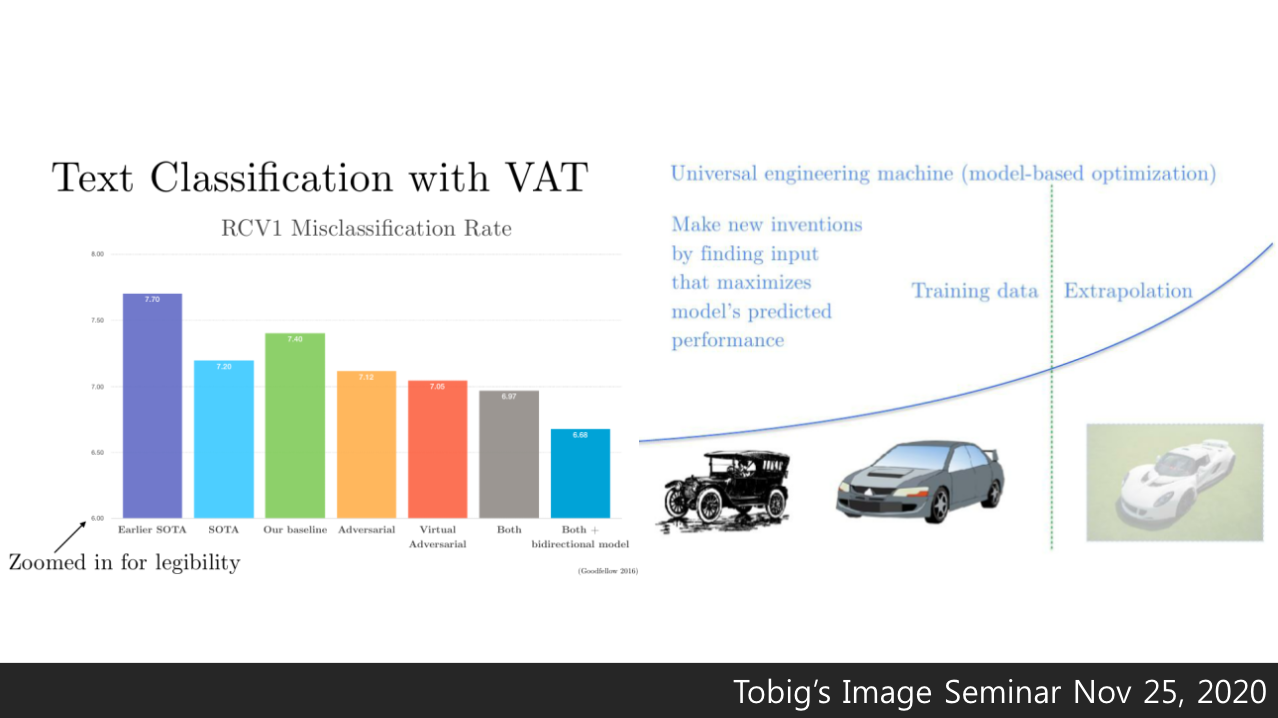 Text Classification with VAT
RCV1 Misclassification Rate
8.00
7.50
7.00
6.50
6.00
7.70
7.20
7.40
7.12
7.05
6.97
6.68
Earlier SOTA
SOTA
Our baseline
Adversarial
Virtual
Adversarial
Both
Both +
bidirectional model
Zoomed in for legibility
(Goodfellow 2016)
Universal engineering machine (model-based optimization)
Make new inventions
by finding input
that maximizes
model's predicted
performance
Training data
Extrapolation
Tobig's Image Seminar Nov 25, 2020